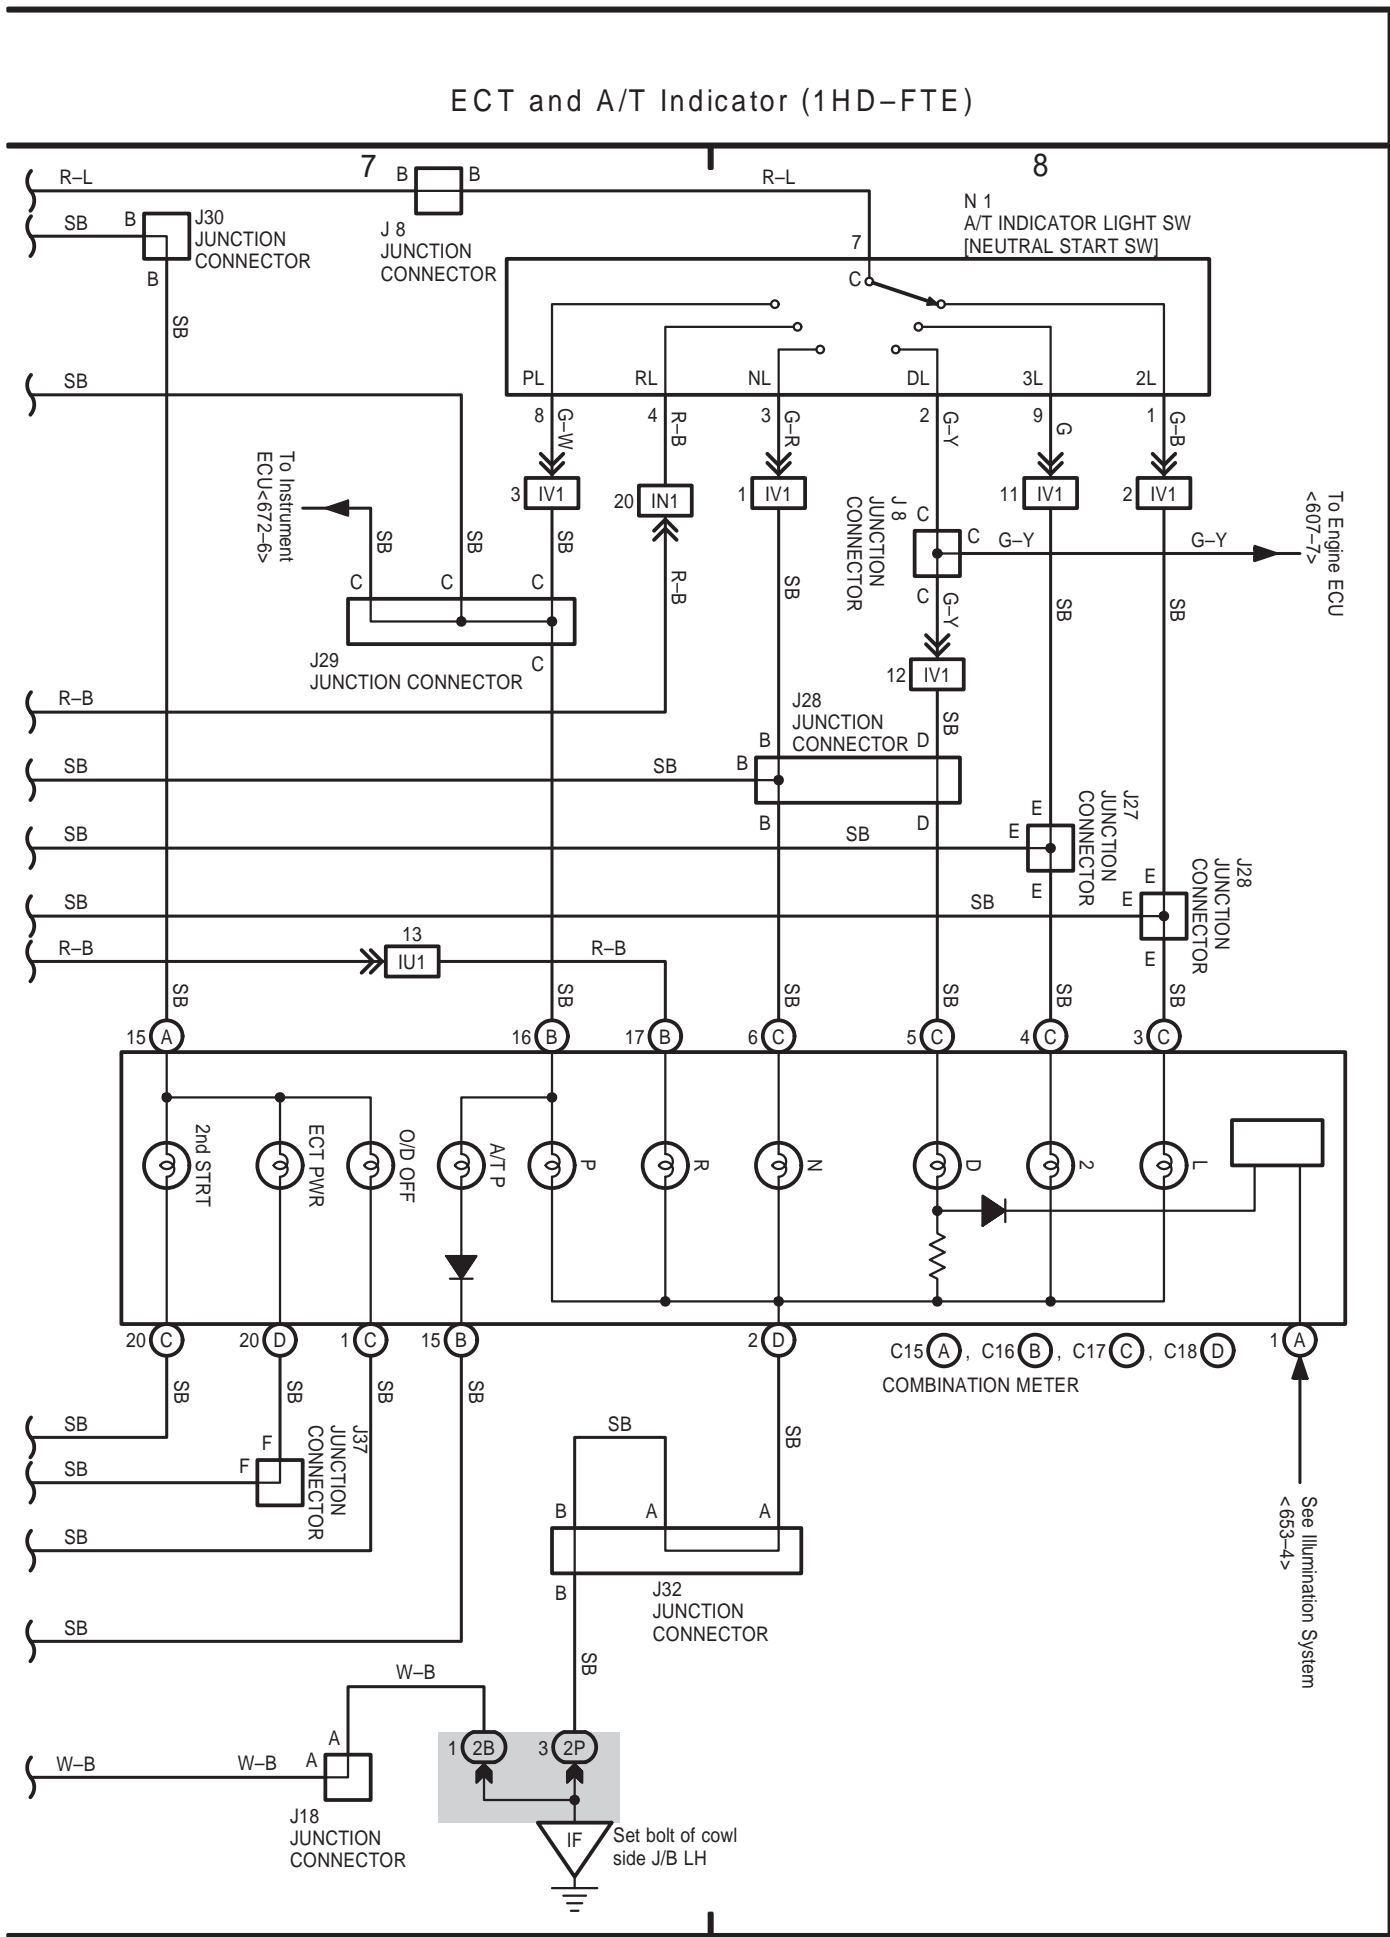 ECT and A/T Indicator (1HD–FTE)
7
8
R–L
B
B
R–L
N 1
A/T INDICATOR LIGHT SW
[NEUTRAL START SW]
SB
B
J30
JUNCTION
CONNECTOR
J 8
JUNCTION
CONNECTOR
7
B
C
SB
SB
PL
RL
NL
DL
3L
2L
8
G–W
4
R–B
3
G–R
2
G–Y
9
G
1
G–B
To Instrument
ECU<672–6>
3
IV1
20
IN1
1
IV1
J 8
JUNCTION
CONNECTOR
C
11
IV1
2
IV1
To Engine ECU
<607–7>
SB
SB
SB
C
G–Y
G–Y
C
C
C
R–B
SB
C
G–Y
SB
SB
J29
JUNCTION CONNECTOR
C
12
IV1
R–B
J28
JUNCTION
CONNECTOR
SB
B
D
SB
SB
B
B
D
J27
JUNCTION
CONNECTOR
E
SB
SB
E
E
J28
JUNCTION
CONNECTOR
E
SB
SB
E
E
R–B
13
IU1
R–B
SB
SB
SB
SB
SB
SB
15
A
16
B
17
B
6
C
5
C
4
C
3
C
2nd STRT
ECT PWR
O/D OFF
A/T P
P
R
N
D
2
L
20
C
20
D
1
C
15
B
2
D
C15 A , C16 B , C17 C , C18 D
COMBINATION METER
1
A
SB
SB
SB
SB
SB
SB
SB
F
F
SB
J37
JUNCTION
CONNECTOR
SB
SB
B
A
A
B
J32
JUNCTION
CONNECTOR
See Illumination System
<653–4>
SB
SB
W–B
A
1
2B
3
2P
W–B
W–B
A
J18
JUNCTION
CONNECTOR
IF
Set bolt of cowl
side J/B LH